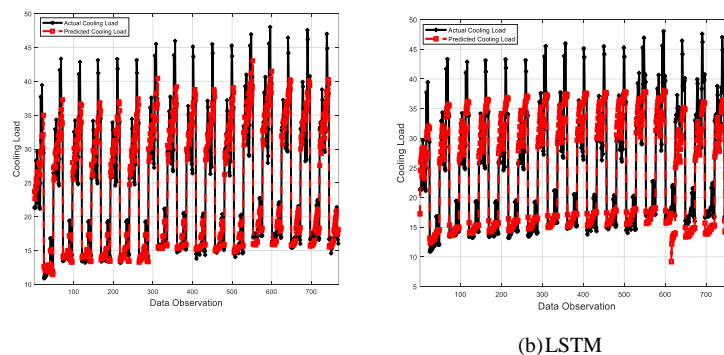 50
45
40
35
30
25
20
15
10
Cooling Load
Actual Cooling Load
Predicted Cooling Load
100 200 300 400 500 600 700
Data Observation
50
45
40
35
30
25
20
15
10
5
Cooling Load
Actual Cooling Load
Predicted Cooling Load
100 200 300 400 500 600 700
Data Observation
(b)LSTM